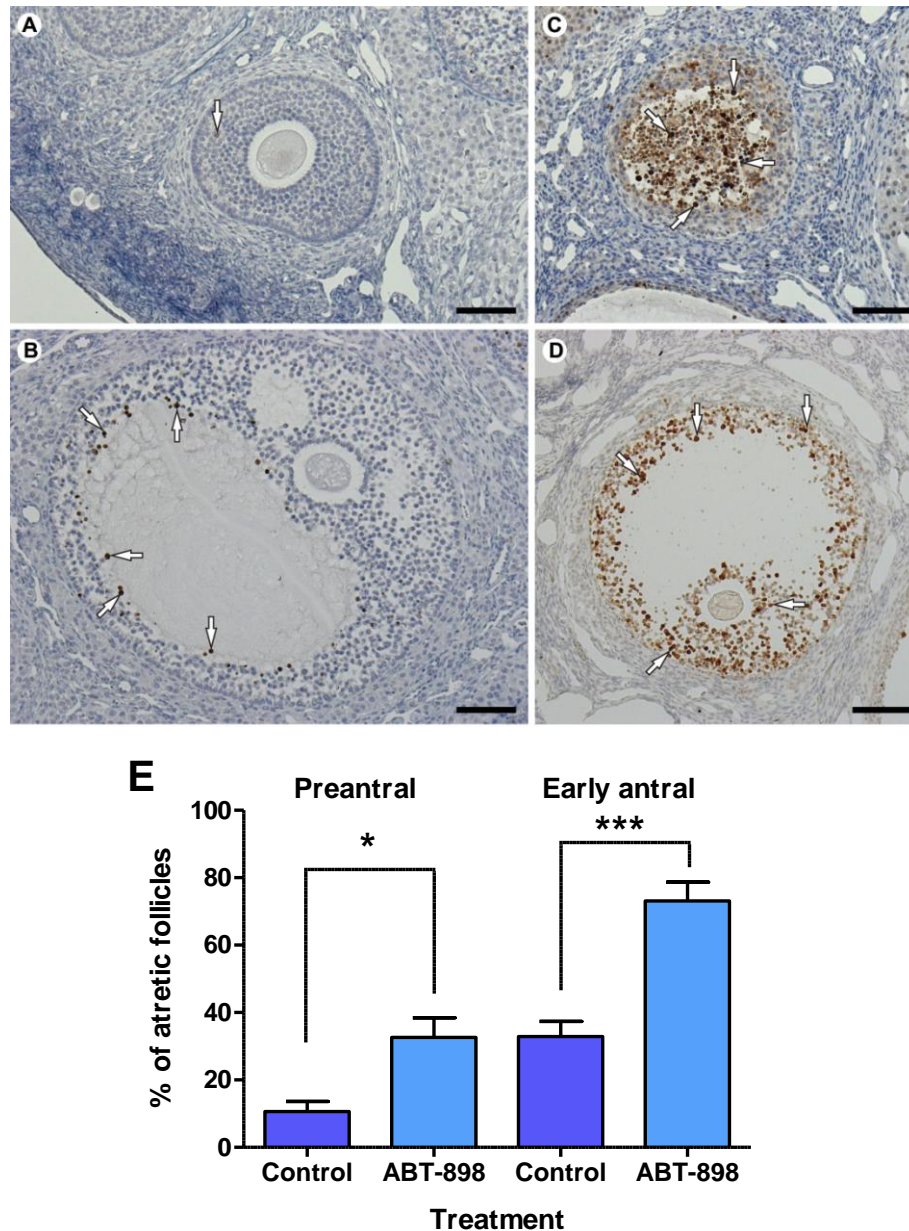 A
C
B
D
E
Preantral
Early antral
*
***
% of atretic follicles
100
80
60
40
20
0
Control
ABT-898
Control
ABT-898
Treatment